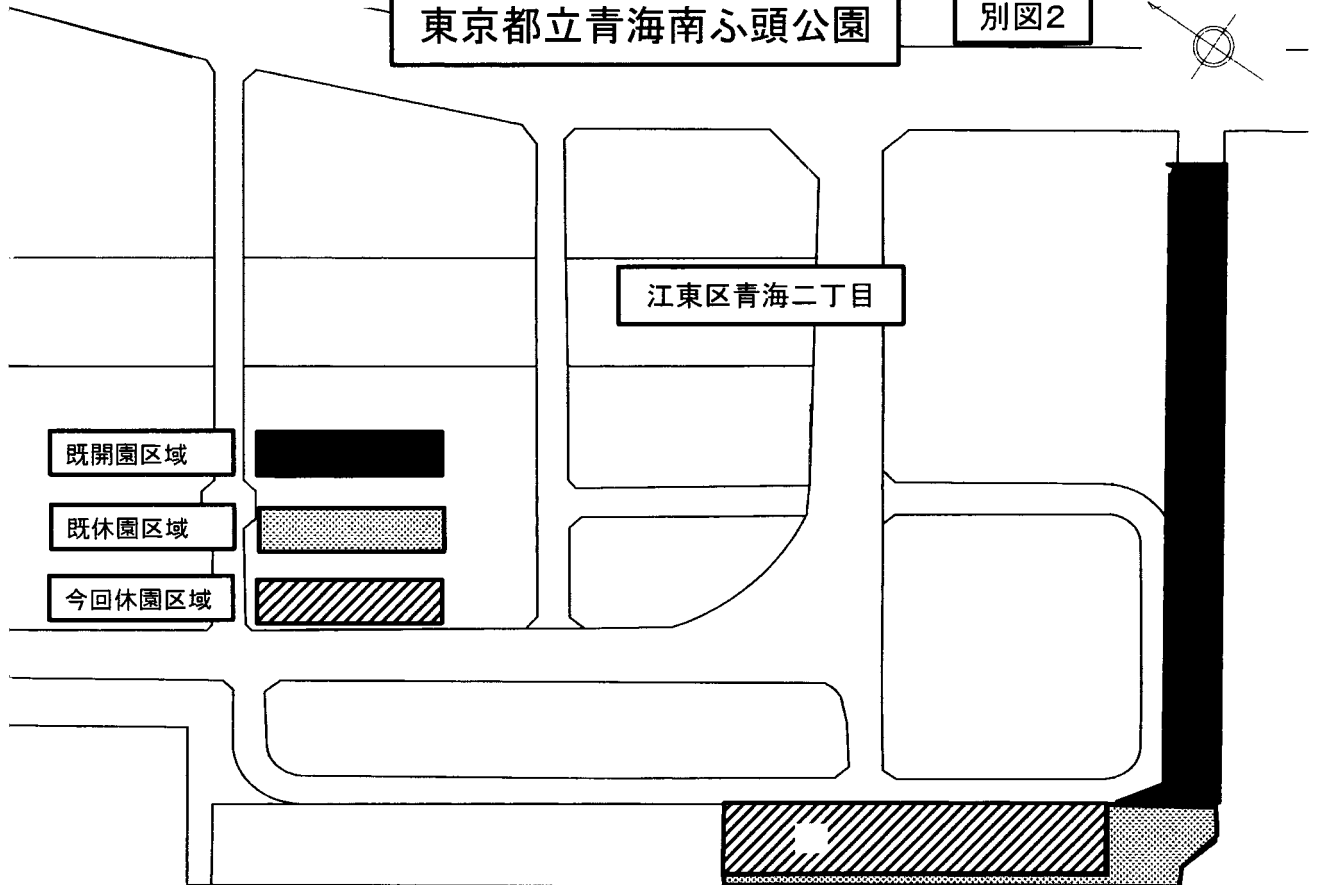 東京都立青海南ふ頭公園
別図2
江東区青海二丁目
既開園区域
既休園区域
今回休園区域